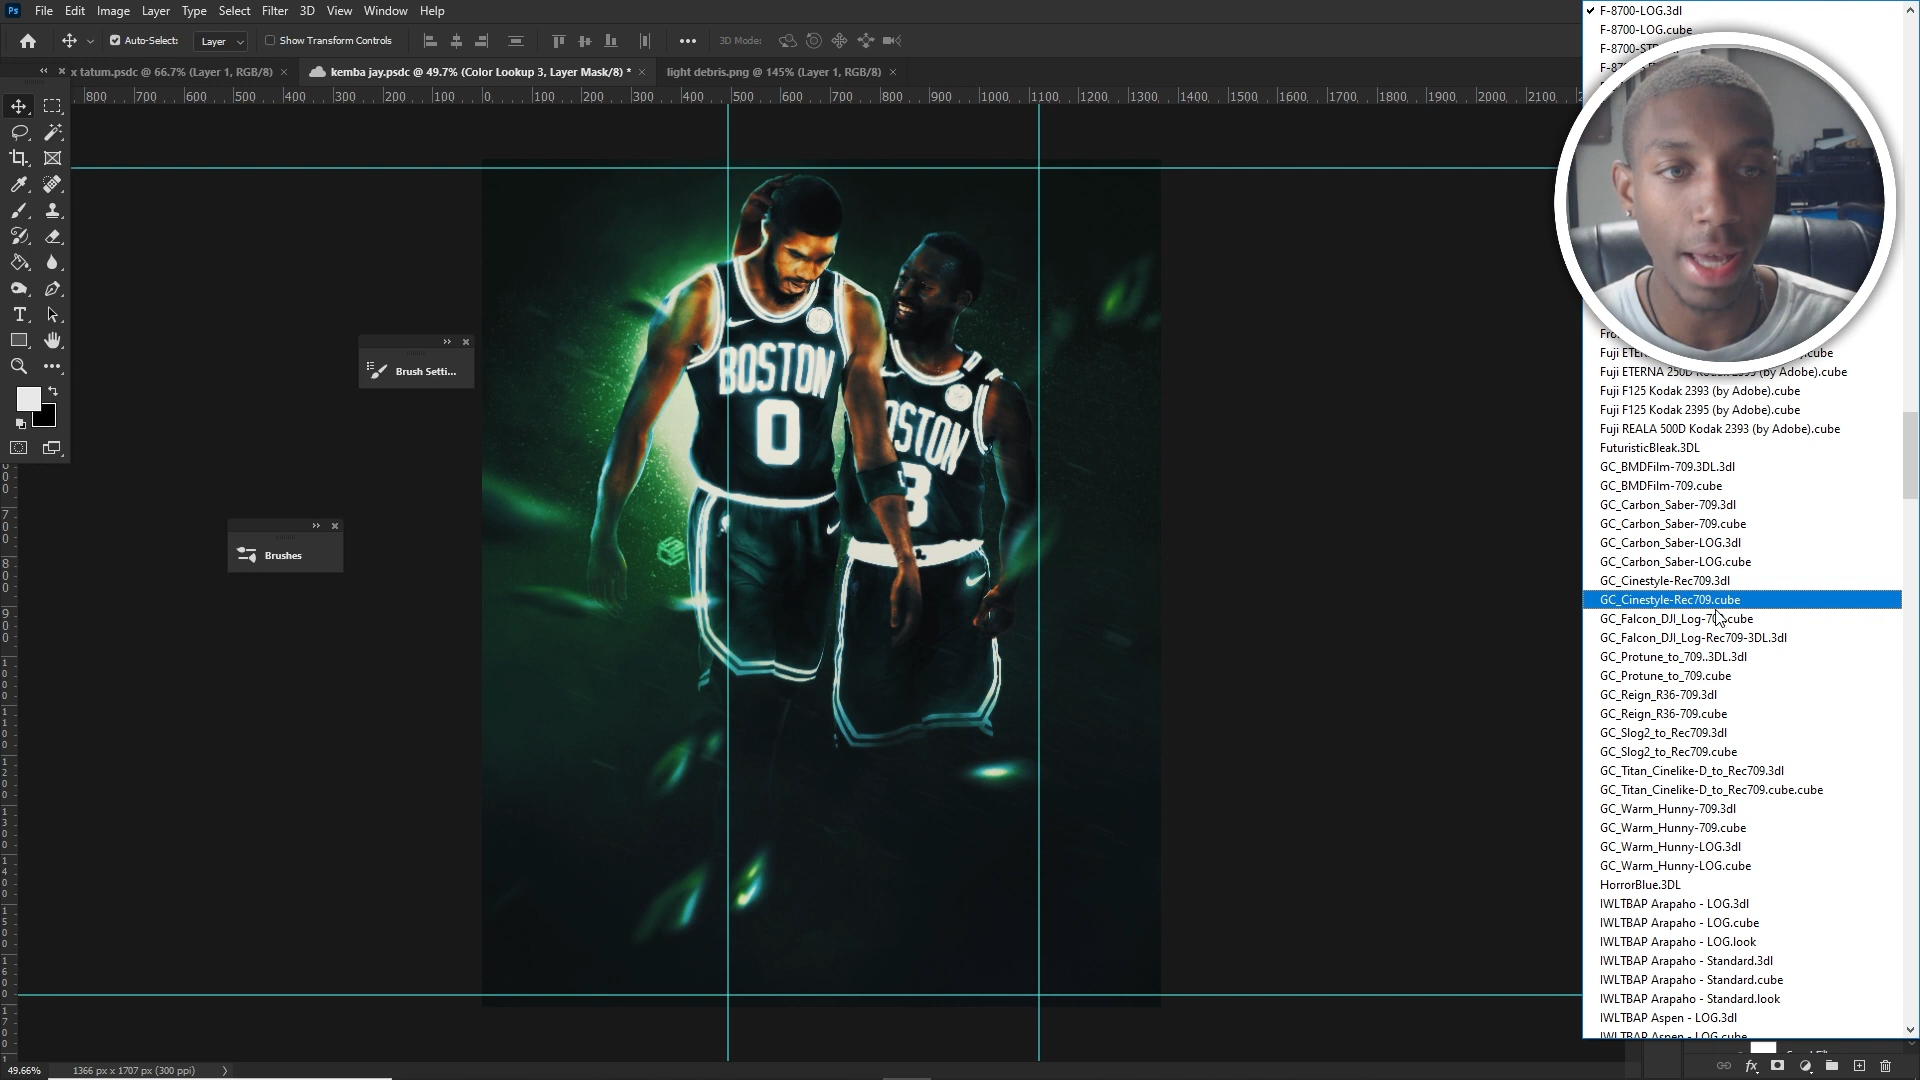 Ps File Edit Image Layer Type Select Filter 3D View Window Help
Auto-Select: Layer Show Transform Controls 3D Mode:
x tatum.psdc @ 66.7% (Layer 1, RGB/8) kemba jay.psdc @ 49.7% (Color Lookup 3, Layer Mask/8) * light debris.png @ 145% (Layer 1, RGB/8)
800 700 600 500 400 300 200 100 0 100 200 300 400 500 600 700 800 900 1000 1100 1200 1300 1400 1500 1600 1700 1800 1900 2000 2100
Brush Setti...
Brushes
BOSTON
0
OSTON
3
F-8700-LOG.3dl
F-8700-LOG.cube
Fuji ETERNA 250D Kodak 2395 (by Adobe).cube
Fuji F125 Kodak 2393 (by Adobe).cube
Fuji F125 Kodak 2395 (by Adobe).cube
Fuji REALA 500D Kodak 2393 (by Adobe).cube
FuturisticBleak.3DL
GC_BMDFilm-709.3DL.3dl
GC_BMDFilm-709.cube
GC_Carbon_Saber-709.3dl
GC_Carbon_Saber-709.cube
GC_Carbon_Saber-LOG.3dl
GC_Carbon_Saber-LOG.cube
GC_Cinestyle-Rec709.3dl
GC_Cinestyle-Rec709.cube
GC_Falcon_DJI_Log-709.cube
GC_Falcon_DJI_Log-Rec709-3DL.3dl
GC_Protune_to_709..3DL.3dl
GC_Protune_to_709.cube
GC_Reign_R36-709.3dl
GC_Reign_R36-709.cube
GC_Slog2_to_Rec709.3dl
GC_Slog2_to_Rec709.cube
GC_Titan_Cinelike-D_to_Rec709.3dl
GC_Titan_Cinelike-D_to_Rec709.cube.cube
GC_Warm_Hunny-709.3dl
GC_Warm_Hunny-709.cube
GC_Warm_Hunny-LOG.3dl
GC_Warm_Hunny-LOG.cube
HorrorBlue.3DL
IWLTBAP Arapaho - LOG.3dl
IWLTBAP Arapaho - LOG.cube
IWLTBAP Arapaho - LOG.look
IWLTBAP Arapaho - Standard.3dl
IWLTBAP Arapaho - Standard.cube
IWLTBAP Arapaho - Standard.look
IWLTBAP Aspen - LOG.3dl
IWLTBAP Aspen - LOG.cube
49.66% 1366 px x 1707 px (300 ppi)